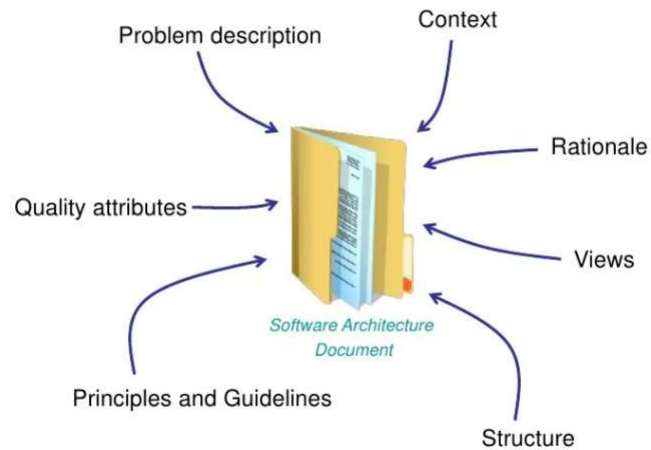 Context
Problem description
Rationale
Quality attributes
Views
Software Architecture
Document
Principles and Guidelines
Structure